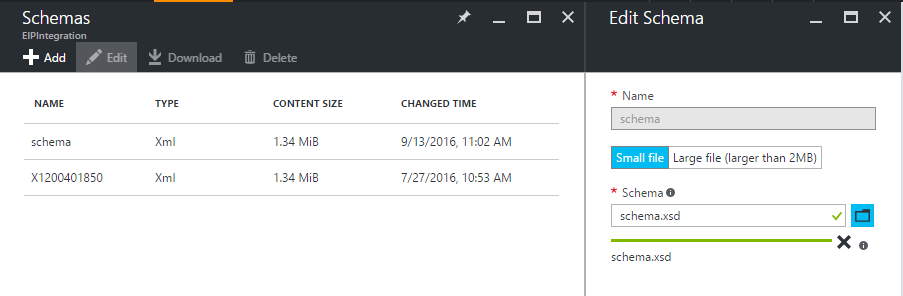 Schemas
EIPIntegration
Add Edit Download Delete
NAME TYPE CONTENT SIZE CHANGED TIME
schema Xml 1.34 MiB 9/13/2016, 11:02 AM
X1200401850 Xml 1.34 MiB 7/27/2016, 10:53 AM
Edit Schema
* Name
schema
Small file Large file (larger than 2MB)
* Schema
schema.xsd
schema.xsd